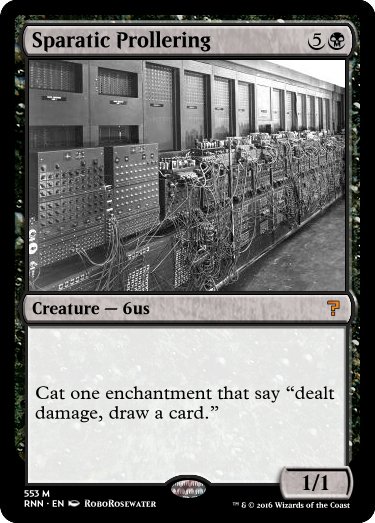 Sparatic Prollering 5
Creature — 6us
Cat one enchantment that say “dealt
damage, draw a card.”
1/1
553 M
RNN • EN RoboRosewater
™ & © 2016 Wizards of the Coast